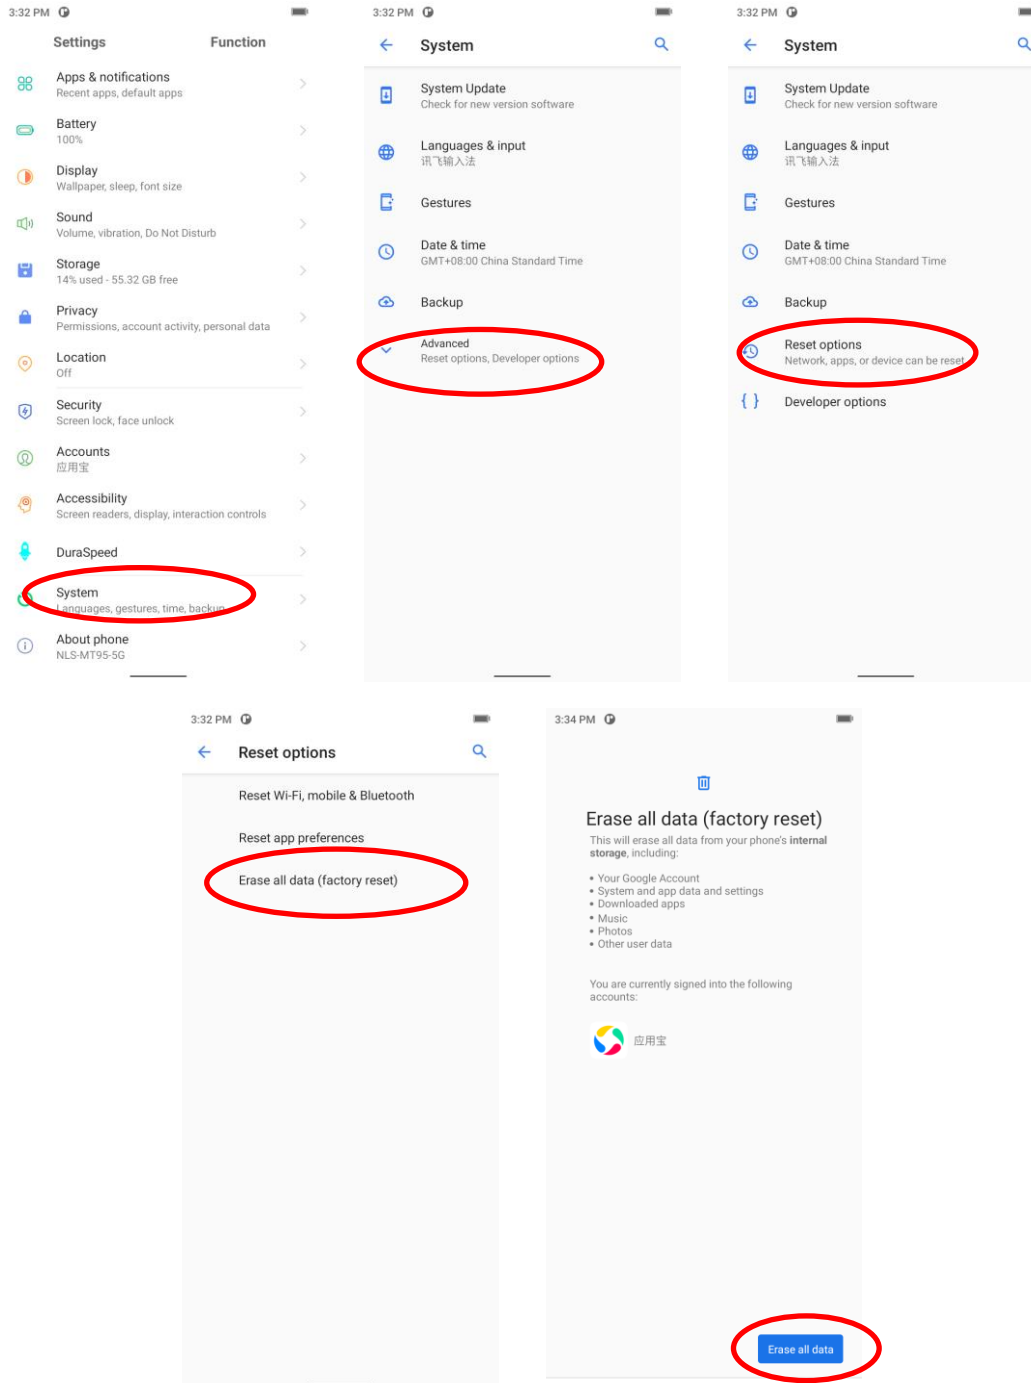 3:32 PM
Settings Function
Apps & notifications
Recent apps, default apps
Battery
100%
Display
Wallpaper, sleep, font size
Sound
Volume, vibration, Do Not Disturb
Storage
14% used - 55.32 GB free
Privacy
Permissions, account activity, personal data
Location
Off
Security
Screen lock, face unlock
Accounts
应用宝
Accessibility
Screen readers, display, interaction controls
DuraSpeed
System
Languages, gestures, time, backup
About phone
NLS-MT95-5G
3:32 PM
System
System Update
Check for new version software
Languages & input
讯飞输入法
Gestures
Date & time
GMT+08:00 China Standard Time
Backup
Advanced
Reset options, Developer options
3:32 PM
System
System Update
Check for new version software
Languages & input
讯飞输入法
Gestures
Date & time
GMT+08:00 China Standard Time
Backup
Reset options
Network, apps, or device can be reset
{ } Developer options
3:32 PM
Reset options
Reset Wi-Fi, mobile & Bluetooth
Reset app preferences
Erase all data (factory reset)
3:34 PM
Erase all data (factory reset)
This will erase all data from your phone's internal
storage, including:
• Your Google Account
• System and app data and settings
• Downloaded apps
• Music
• Photos
• Other user data
You are currently signed into the following
accounts:
应用宝
Erase all data